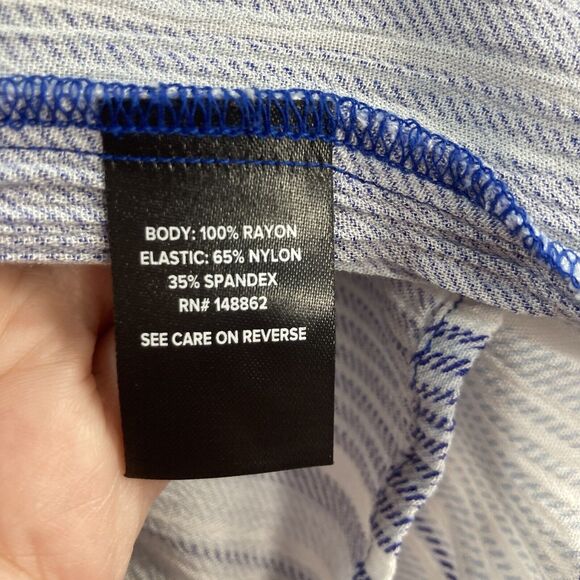 BODY: 100% RAYON
ELASTIC: 65% NYLON
35% SPANDEX
RN# 148862
SEE CARE ON REVERSE